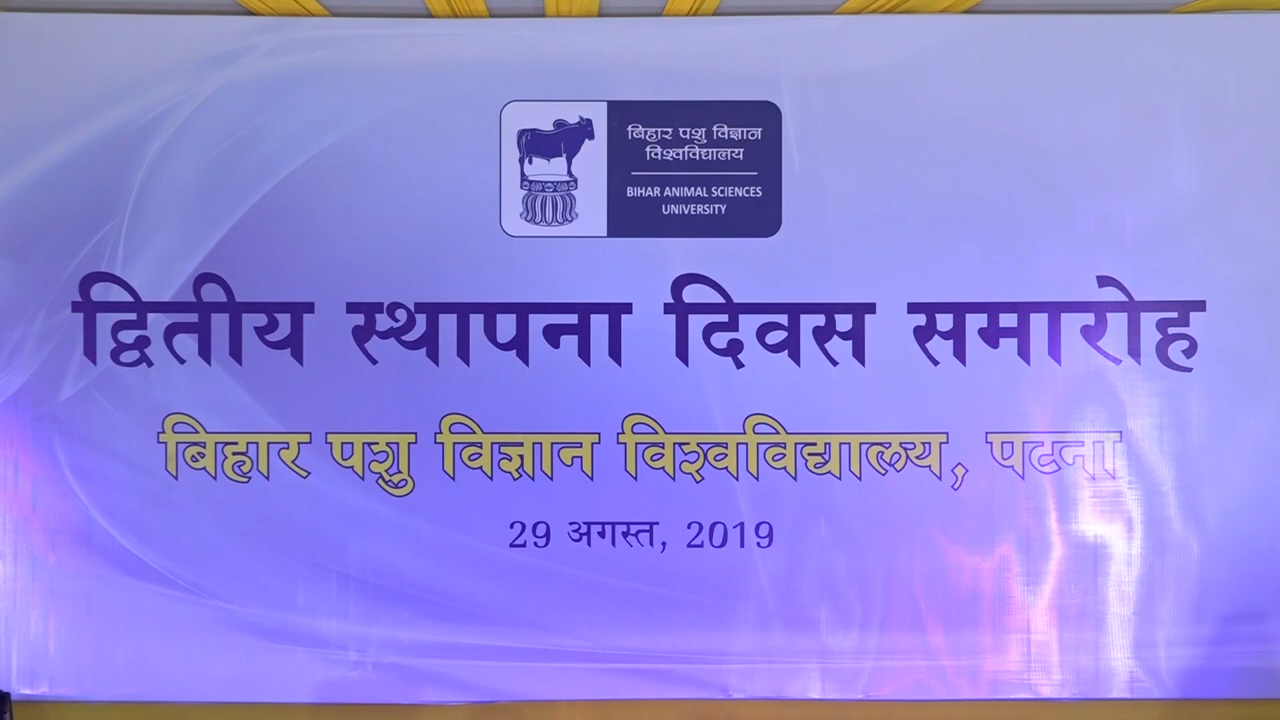 बिहार पशु विज्ञान
विश्वविद्यालय
BIHAR ANIMAL SCIENCES
UNIVERSITY
द्वितीय स्थापना दिवस समारोह
बिहार पशु विज्ञान विश्वविद्यालय, पटना
29 अगस्त, 2019